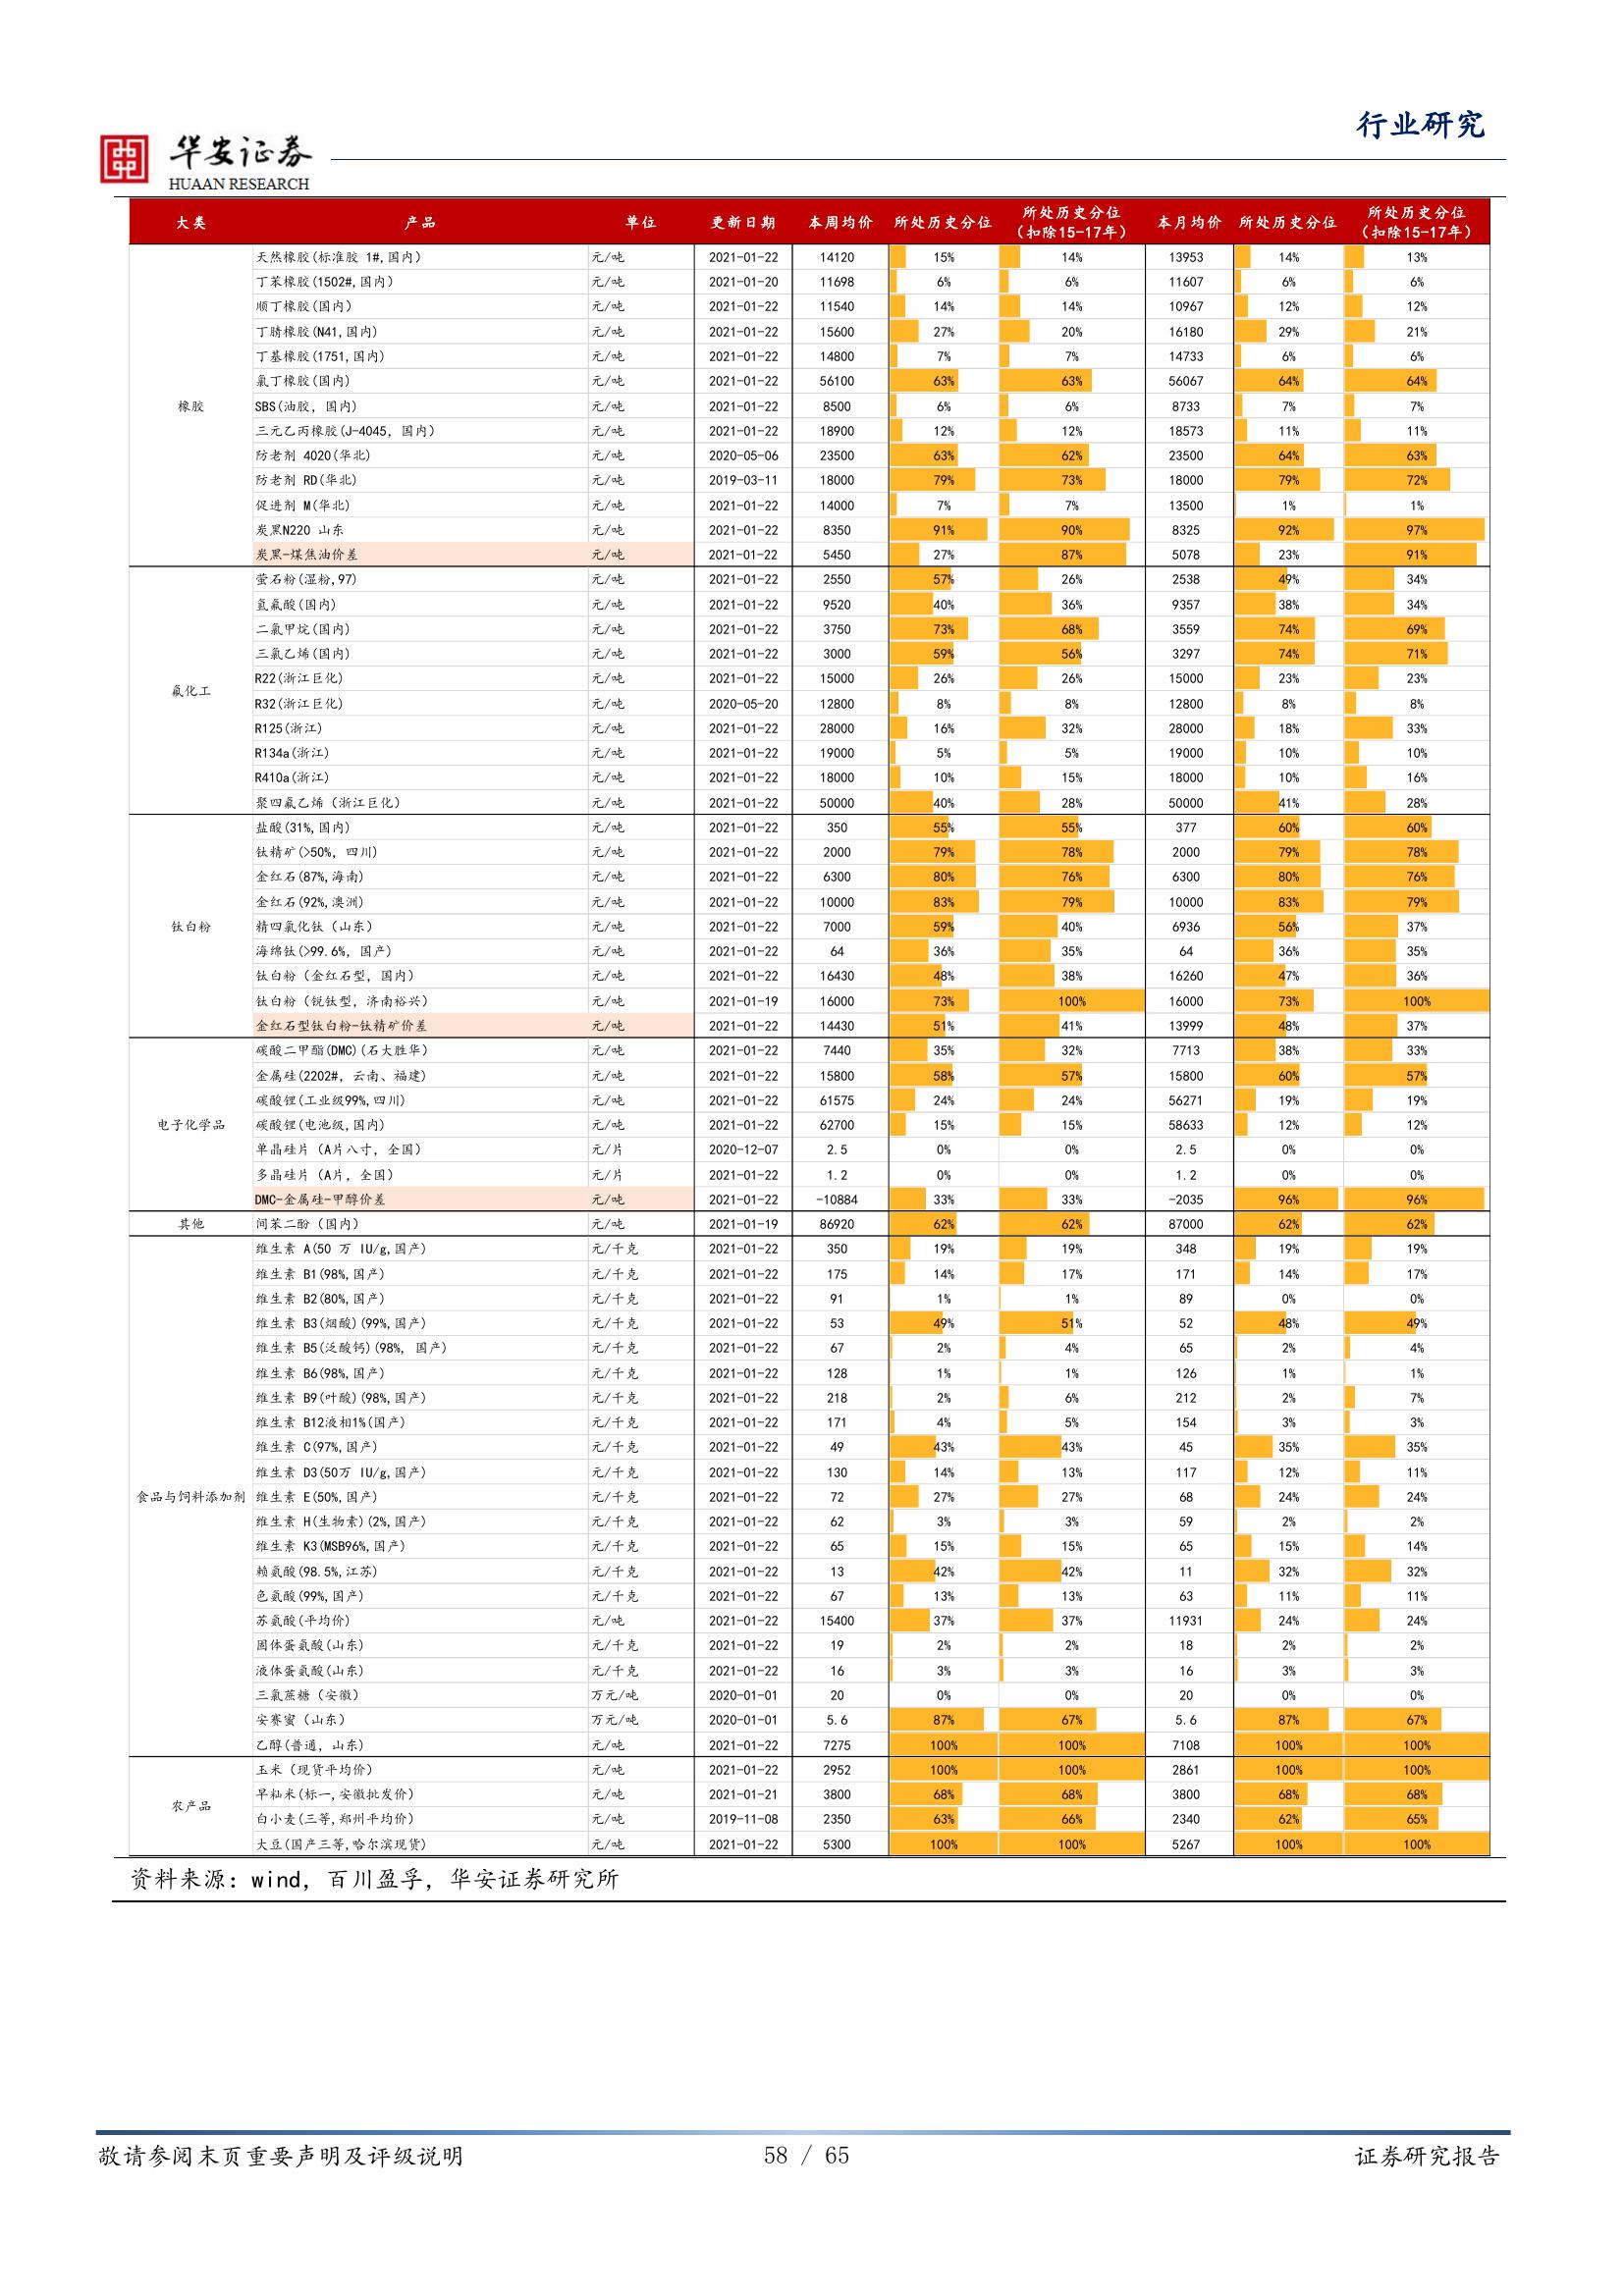 行业研究
华安证券
HUAAN RESEARCH
大类 产品 单位 更新日期 本周均价 所处历史分位 所处历史分位（扣除15-17年） 本月均价 所处历史分位 所处历史分位（扣除15-17年）
橡胶
天然橡胶(标准胶 1#,国内) 元/吨 2021-01-22 14120 15% 14% 13953 14% 13%
丁苯橡胶(1502#,国内) 元/吨 2021-01-20 11698 6% 6% 11607 6% 6%
顺丁橡胶(国内) 元/吨 2021-01-22 11540 14% 14% 10967 12% 12%
丁腈橡胶(N41,国内) 元/吨 2021-01-22 15600 27% 20% 16180 29% 21%
丁基橡胶(1751,国内) 元/吨 2021-01-22 14800 7% 7% 14733 6% 6%
氯丁橡胶(国内) 元/吨 2021-01-22 56100 63% 63% 56067 64% 64%
SBS(油胶, 国内) 元/吨 2021-01-22 8500 6% 6% 8733 7% 7%
三元乙丙橡胶(J-4045, 国内) 元/吨 2021-01-22 18900 12% 12% 18573 11% 11%
防老剂 4020(华北) 元/吨 2020-05-06 23500 63% 62% 23500 64% 63%
防老剂 RD(华北) 元/吨 2019-03-11 18000 79% 73% 18000 79% 72%
促进剂 M(华北) 元/吨 2021-01-22 14000 7% 7% 13500 1% 1%
炭黑N220 山东 元/吨 2021-01-22 8350 91% 90% 8325 92% 97%
炭黑-煤焦油价差 元/吨 2021-01-22 5450 27% 87% 5078 23% 91%
氟化工
萤石粉(湿粉,97) 元/吨 2021-01-22 2550 57% 26% 2538 49% 34%
氢氟酸(国内) 元/吨 2021-01-22 9520 40% 36% 9357 38% 34%
二氯甲烷(国内) 元/吨 2021-01-22 3750 73% 68% 3559 74% 69%
三氯乙烯(国内) 元/吨 2021-01-22 3000 59% 56% 3297 74% 71%
R22(浙江巨化) 元/吨 2021-01-22 15000 26% 26% 15000 23% 23%
R32(浙江巨化) 元/吨 2020-05-20 12800 8% 8% 12800 8% 8%
R125(浙江) 元/吨 2021-01-22 28000 16% 32% 28000 18% 33%
R134a(浙江) 元/吨 2021-01-22 19000 5% 5% 19000 10% 10%
R410a(浙江) 元/吨 2021-01-22 18000 10% 15% 18000 10% 16%
聚四氟乙烯（浙江巨化） 元/吨 2021-01-22 50000 40% 28% 50000 41% 28%
钛白粉
盐酸(31%,国内) 元/吨 2021-01-22 350 55% 55% 377 60% 60%
钛精矿(>50%, 四川) 元/吨 2021-01-22 2000 79% 78% 2000 79% 78%
金红石(87%,海南) 元/吨 2021-01-22 6300 80% 76% 6300 80% 76%
金红石(92%,澳洲) 元/吨 2021-01-22 10000 83% 79% 10000 83% 79%
精四氯化钛（山东） 元/吨 2021-01-22 7000 59% 40% 6936 56% 37%
海绵钛(>99.6%, 国产) 元/吨 2021-01-22 64 36% 35% 64 36% 35%
钛白粉（金红石型, 国内） 元/吨 2021-01-22 16430 48% 38% 16260 47% 36%
钛白粉（锐钛型, 济南裕兴） 元/吨 2021-01-19 16000 73% 100% 16000 73% 100%
金红石型钛白粉-钛精矿价差 元/吨 2021-01-22 14430 51% 41% 13999 48% 37%
电子化学品
碳酸二甲酯(DMC)(石大胜华) 元/吨 2021-01-22 7440 35% 32% 7713 38% 33%
金属硅(2202#, 云南、福建) 元/吨 2021-01-22 15800 58% 57% 15800 60% 57%
碳酸锂(工业级99%,四川) 元/吨 2021-01-22 61575 24% 24% 56271 19% 19%
碳酸锂(电池级,国内) 元/吨 2021-01-22 62700 15% 15% 58633 12% 12%
单晶硅片（A片八寸, 全国） 元/片 2020-12-07 2.5 0% 0% 2.5 0% 0%
多晶硅片（A片, 全国） 元/片 2021-01-22 1.2 0% 0% 1.2 0% 0%
DMC-金属硅-甲醇价差 元/吨 2021-01-22 -10884 33% 33% -2035 96% 96%
其他 间苯二酚（国内） 元/吨 2021-01-19 86920 62% 62% 87000 62% 62%
食品与饲料添加剂
维生素 A(50 万 IU/g,国产) 元/千克 2021-01-22 350 19% 19% 348 19% 19%
维生素 B1(98%,国产) 元/千克 2021-01-22 175 14% 17% 171 14% 17%
维生素 B2(80%,国产) 元/千克 2021-01-22 91 1% 1% 89 0% 0%
维生素 B3(烟酸)(99%,国产) 元/千克 2021-01-22 53 49% 51% 52 48% 49%
维生素 B5(泛酸钙)(98%, 国产) 元/千克 2021-01-22 67 2% 4% 65 2% 4%
维生素 B6(98%,国产) 元/千克 2021-01-22 128 1% 1% 126 1% 1%
维生素 B9(叶酸)(98%,国产) 元/千克 2021-01-22 218 2% 6% 212 2% 7%
维生素 B12液相1%(国产) 元/千克 2021-01-22 171 4% 5% 154 3% 3%
维生素 C(97%,国产) 元/千克 2021-01-22 49 43% 43% 45 35% 35%
维生素 D3(50万 IU/g,国产) 元/千克 2021-01-22 130 14% 13% 117 12% 11%
维生素 E(50%,国产) 元/千克 2021-01-22 72 27% 27% 68 24% 24%
维生素 H(生物素)(2%,国产) 元/千克 2021-01-22 62 3% 3% 59 2% 2%
维生素 K3(MSB96%,国产) 元/千克 2021-01-22 65 15% 15% 65 15% 14%
赖氨酸(98.5%,江苏) 元/千克 2021-01-22 13 42% 42% 11 32% 32%
色氨酸(99%,国产) 元/千克 2021-01-22 67 13% 13% 63 11% 11%
苏氨酸(平均价) 元/吨 2021-01-22 15400 37% 37% 11931 24% 24%
固体蛋氨酸(山东) 元/千克 2021-01-22 19 2% 2% 18 2% 2%
液体蛋氨酸(山东) 元/千克 2021-01-22 16 3% 3% 16 3% 3%
三氯蔗糖（安徽） 万元/吨 2020-01-01 20 0% 0% 20 0% 0%
安赛蜜（山东） 万元/吨 2020-01-01 5.6 87% 67% 5.6 87% 67%
乙醇(普通, 山东) 元/吨 2021-01-22 7275 100% 100% 7108 100% 100%
农产品
玉米（现货平均价） 元/吨 2021-01-22 2952 100% 100% 2861 100% 100%
早籼米(标一,安徽批发价) 元/吨 2021-01-21 3800 68% 68% 3800 68% 68%
白小麦(三等,郑州平均价) 元/吨 2019-11-08 2350 63% 66% 2340 62% 65%
大豆(国产三等,哈尔滨现货) 元/吨 2021-01-22 5300 100% 100% 5267 100% 100%
资料来源：wind，百川盈孚，华安证券研究所
敬请参阅末页重要声明及评级说明 58 / 65 证券研究报告